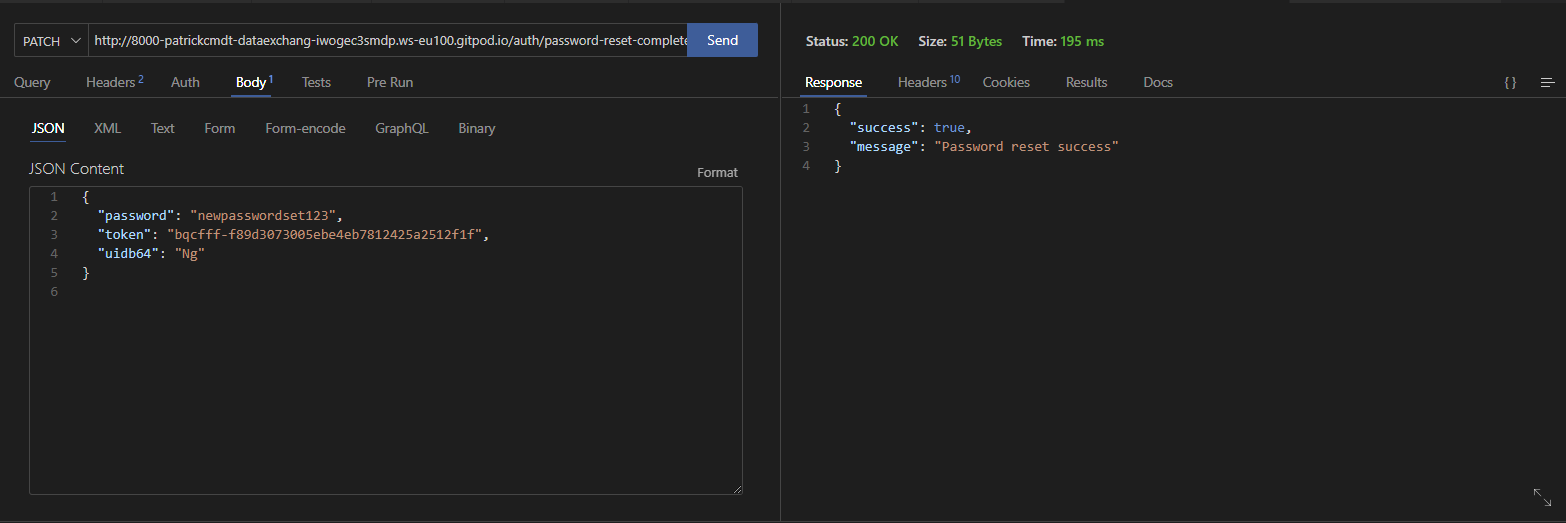 PATCH http://8000-patrickcmdt-dataexchang-iwogec3smdp.ws-eu100.gitpod.io/auth/password-reset-complete Send
Query Headers 2 Auth Body 1 Tests Pre Run
JSON XML Text Form Form-encode GraphQL Binary
JSON Content Format
1 {
2 "password": "newpasswordset123",
3 "token": "bqcfff-f89d3073005ebe4eb7812425a2512f1f",
4 "uidb64": "Ng"
5 }
6
Status: 200 OK Size: 51 Bytes Time: 195 ms
Response Headers 10 Cookies Results Docs {}
1 {
2 "success": true,
3 "message": "Password reset success"
4 }